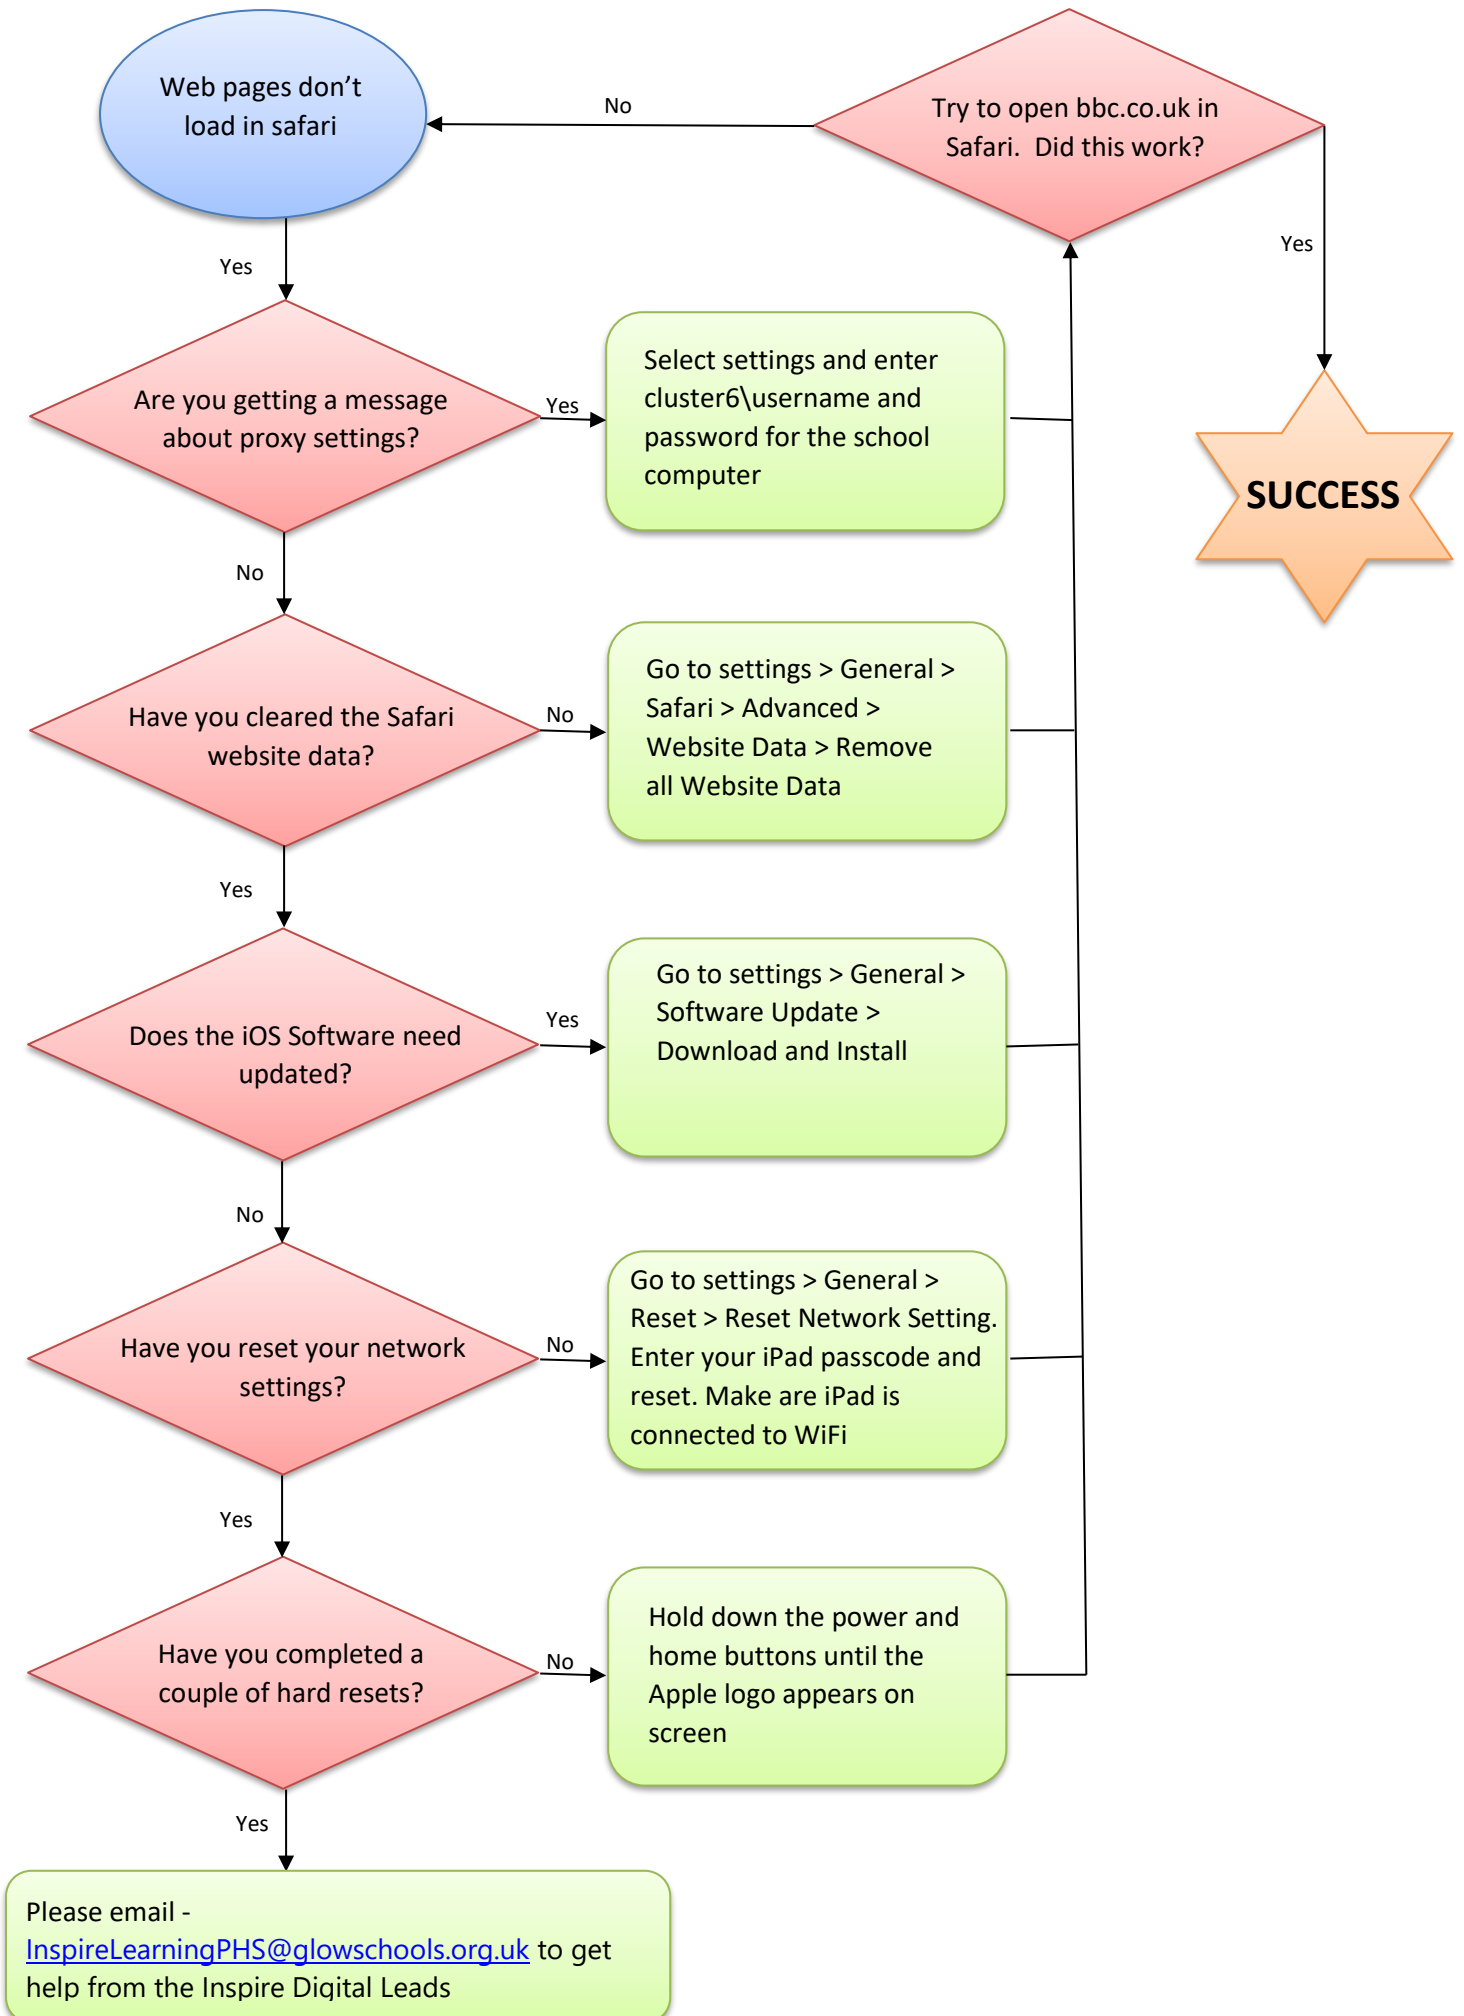 Web pages don’t
load in safari
No
Try to open bbc.co.uk in
Safari.  Did this work?
Yes
Yes
Are you getting a message
about proxy settings?
Yes
Select settings and enter
cluster6\username and
password for the school
computer
SUCCESS
No
Have you cleared the Safari
website data?
No
Go to settings > General >
Safari > Advanced >
Website Data > Remove
all Website Data
Yes
Does the iOS Software need
updated?
Yes
Go to settings > General >
Software Update >
Download and Install
No
Have you reset your network
settings?
No
Go to settings > General >
Reset > Reset Network Setting.
Enter your iPad passcode and
reset. Make are iPad is
connected to WiFi
Yes
Have you completed a
couple of hard resets?
No
Hold down the power and
home buttons until the
Apple logo appears on
screen
Yes
Please email -
InspireLearningPHS@glowschools.org.uk to get
help from the Inspire Digital Leads